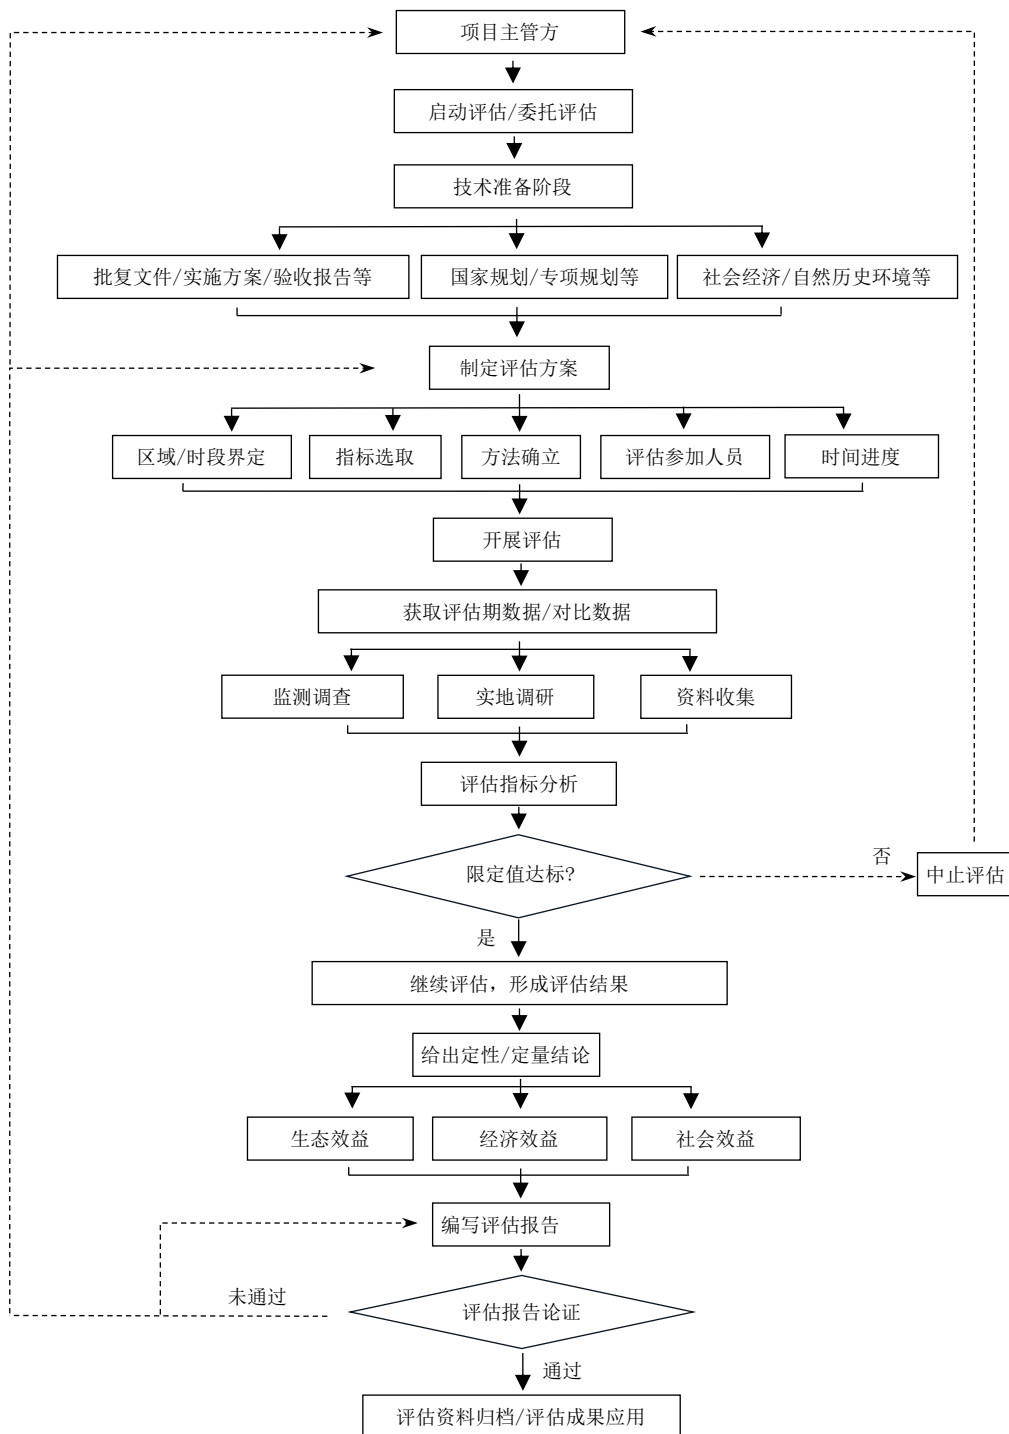 项目主管方
启动评估/委托评估
技术准备阶段
批复文件/实施方案/验收报告等
国家规划/专项规划等
社会经济/自然历史环境等
制定评估方案
区域/时段界定
指标选取
方法确立
评估参加人员
时间进度
开展评估
获取评估期数据/对比数据
监测调查
实地调研
资料收集
评估指标分析
限定值达标?
否
中止评估
是
继续评估，形成评估结果
给出定性/定量结论
生态效益
经济效益
社会效益
编写评估报告
未通过
评估报告论证
通过
评估资料归档/评估成果应用